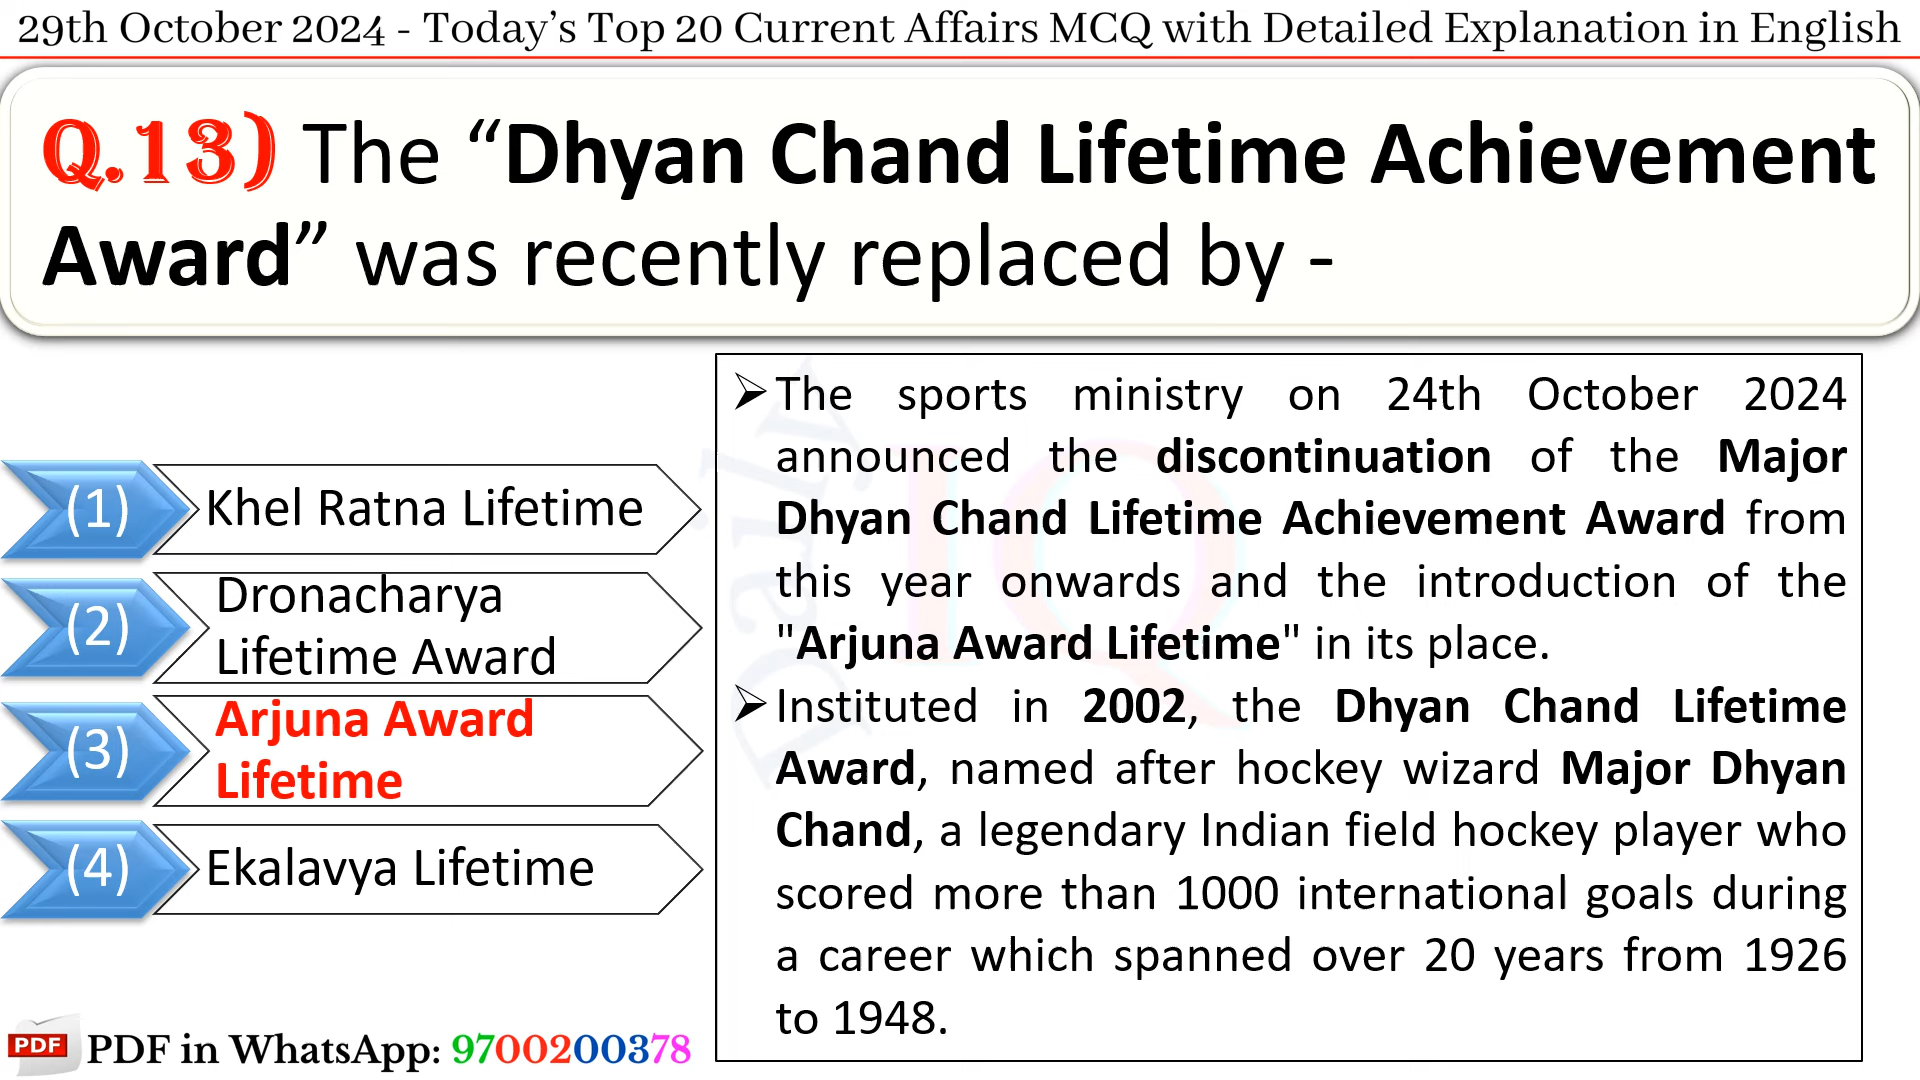 29th October 2024 - Today’s Top 20 Current Affairs MCQ with Detailed Explanation in English
Q.13) The “Dhyan Chand Lifetime Achievement
Award” was recently replaced by -
(1) Khel Ratna Lifetime
(2) Dronacharya
Lifetime Award
(3) Arjuna Award
Lifetime
(4) Ekalavya Lifetime
➢The sports ministry on 24th October 2024
announced the discontinuation of the Major
Dhyan Chand Lifetime Achievement Award from
this year onwards and the introduction of the
"Arjuna Award Lifetime" in its place.
➢Instituted in 2002, the Dhyan Chand Lifetime
Award, named after hockey wizard Major Dhyan
Chand, a legendary Indian field hockey player who
scored more than 1000 international goals during
a career which spanned over 20 years from 1926
to 1948.
Daily IQ
PDF PDF in WhatsApp: 9700200378